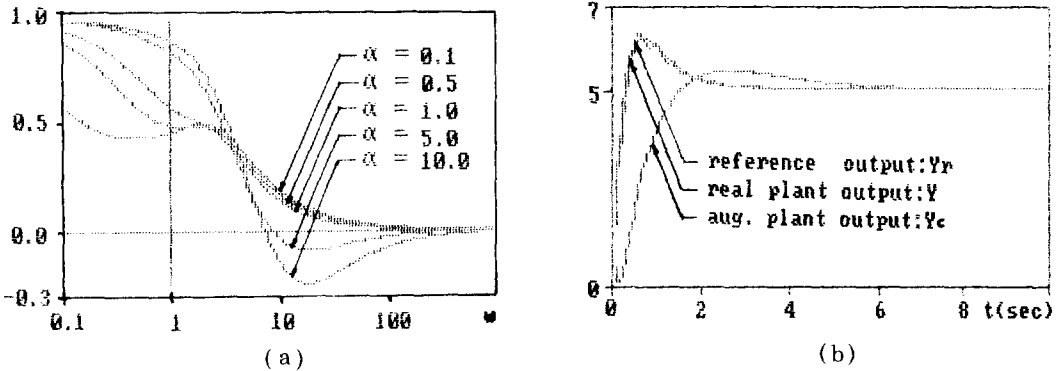 1.0
0.5
0.0
-0.3
0.1
1
10
100
w
α = 0.1
α = 0.5
α = 1.0
α = 5.0
α = 10.0
(a)
7
5
0
0
2
4
6
8
t(sec)
reference output:Yr
real plant output:Y
aug. plant output:Yc
(b)